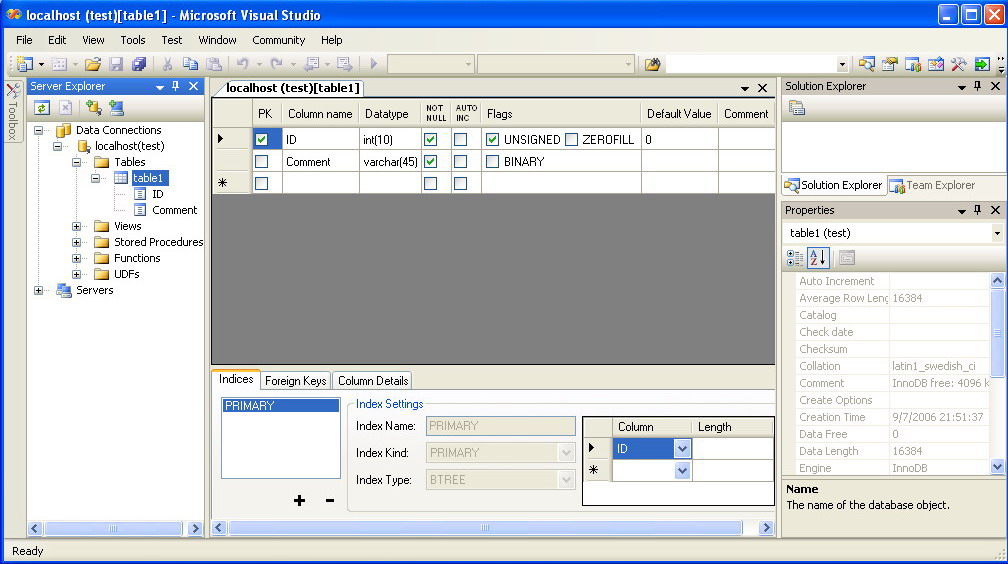 localhost (test)[table1] - Microsoft Visual Studio
File Edit View Tools Test Window Community Help
Server Explorer
Toolbox
Data Connections
localhost(test)
Tables
table1
ID
Comment
Views
Stored Procedures
Functions
UDFs
Servers
localhost (test)[table1]
PK Column name Datatype NOT NULL AUTO INC Flags Default Value Comment
ID int(10) UNSIGNED ZEROFILL 0
Comment varchar(45) BINARY
Indices Foreign Keys Column Details
PRIMARY
Index Settings
Index Name: PRIMARY
Index Kind: PRIMARY
Index Type: BTREE
Column Length
ID
Solution Explorer
Solution Explorer Team Explorer
Properties
table1 (test)
Auto Increment
Average Row Leng 16384
Catalog
Check date
Checksum
Collation latin1_swedish_ci
Comment InnoDB free: 4096 k
Create Options
Creation Time 9/7/2006 21:51:37
Data Free 0
Data Length 16384
Engine InnoDB
Name
The name of the database object.
Ready